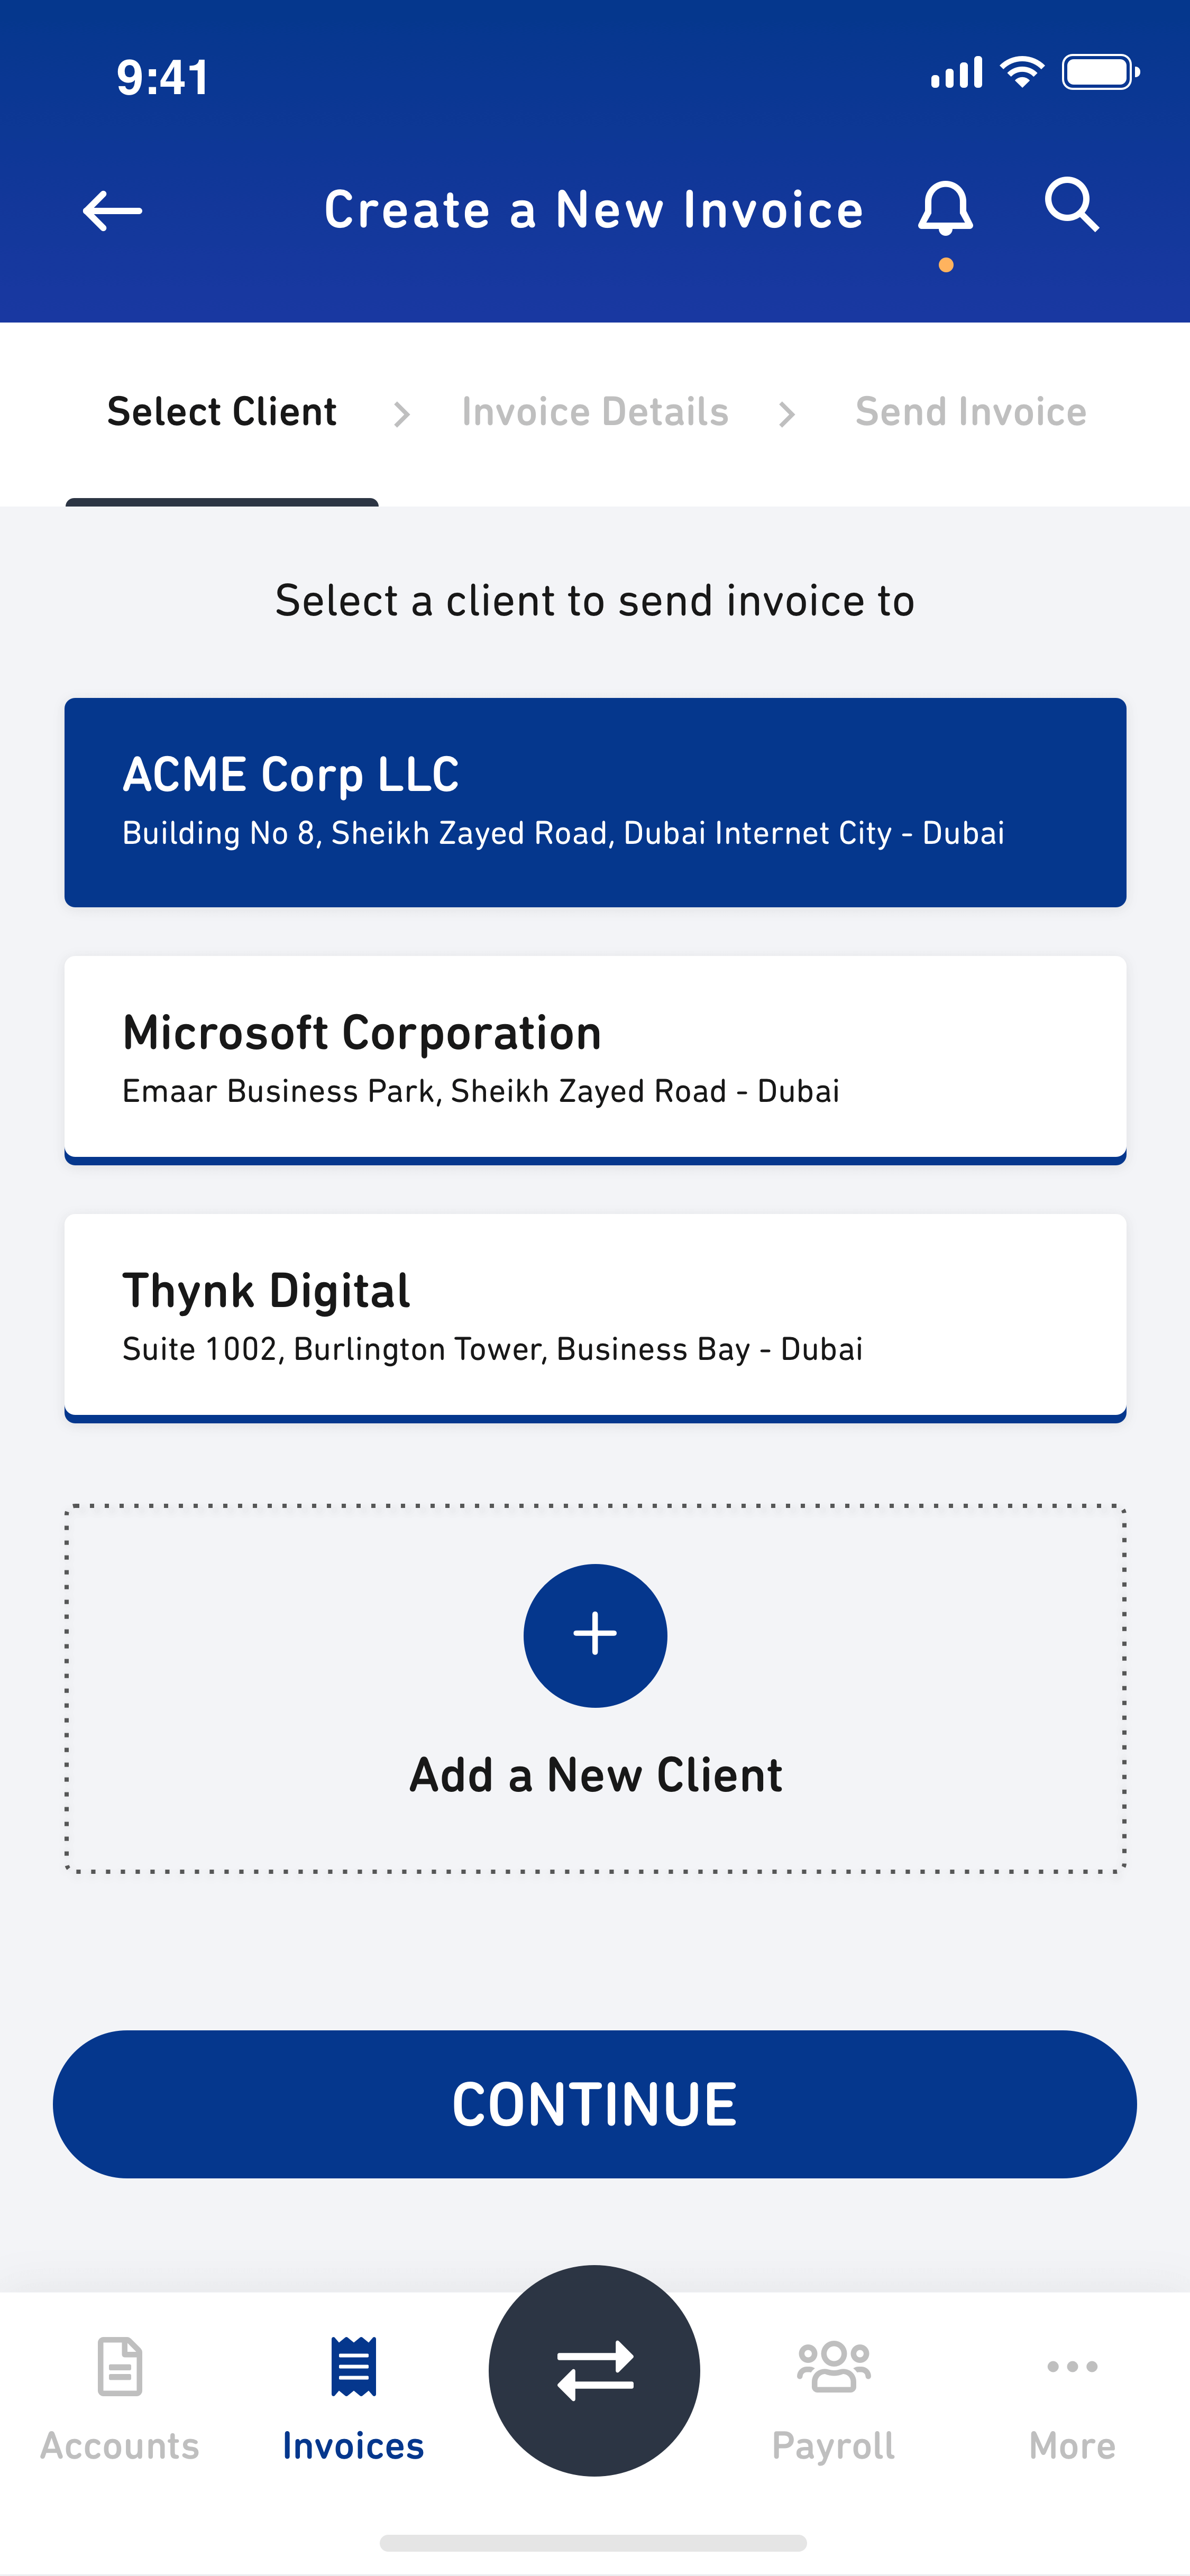 9:41
Create a New Invoice
Select Client
Invoice Details
Send Invoice
Select a client to send invoice to
ACME Corp LLC
Building No 8, Sheikh Zayed Road, Dubai Internet City - Dubai
Microsoft Corporation
Emaar Business Park, Sheikh Zayed Road - Dubai
Thynk Digital
Suite 1002, Burlington Tower, Business Bay - Dubai
Add a New Client
CONTINUE
Accounts
Invoices
Payroll
More